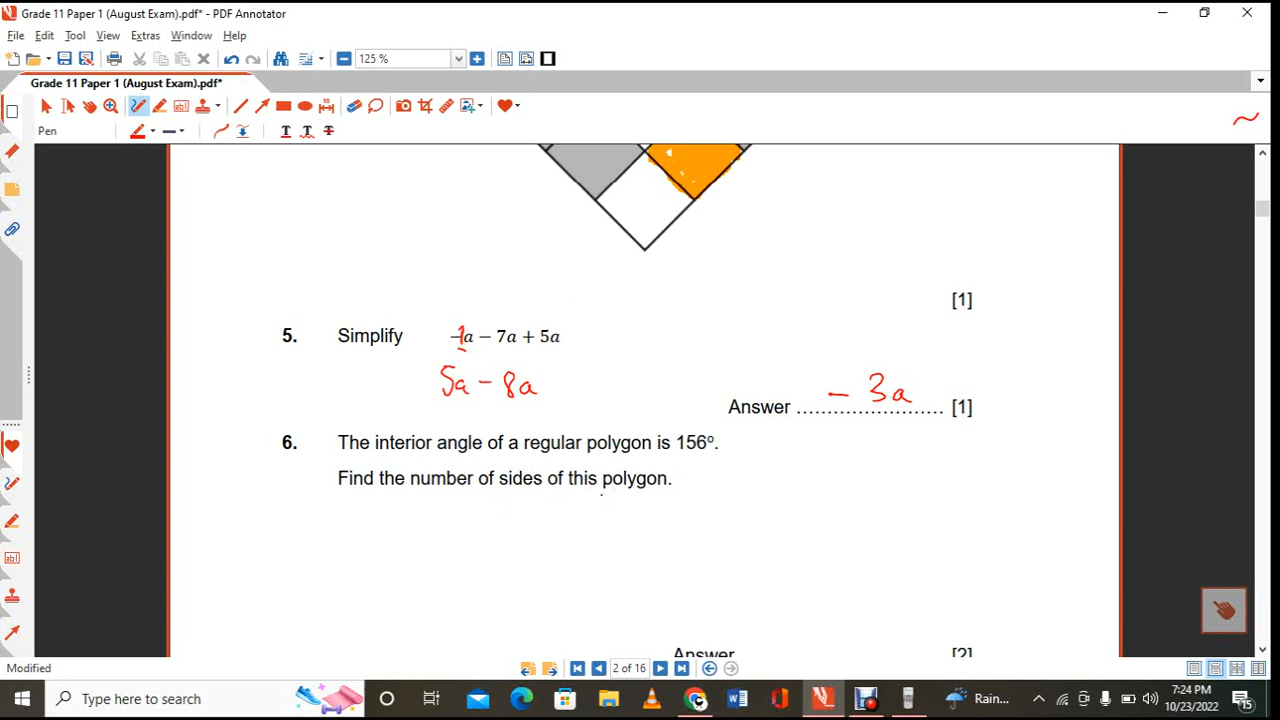 Grade 11 Paper 1 (August Exam).pdf* - PDF Annotator
File Edit Tool View Extras Window Help
125 %
Grade 11 Paper 1 (August Exam).pdf*
Pen
[1]
5. Simplify −1a − 7a + 5a
5a − 8a
− 3a
Answer ........................ [1]
6. The interior angle of a regular polygon is 156°.
Find the number of sides of this polygon.
Answer [2]
Modified
2 of 16
Type here to search
Rain...
7:24 PM
10/23/2022
15